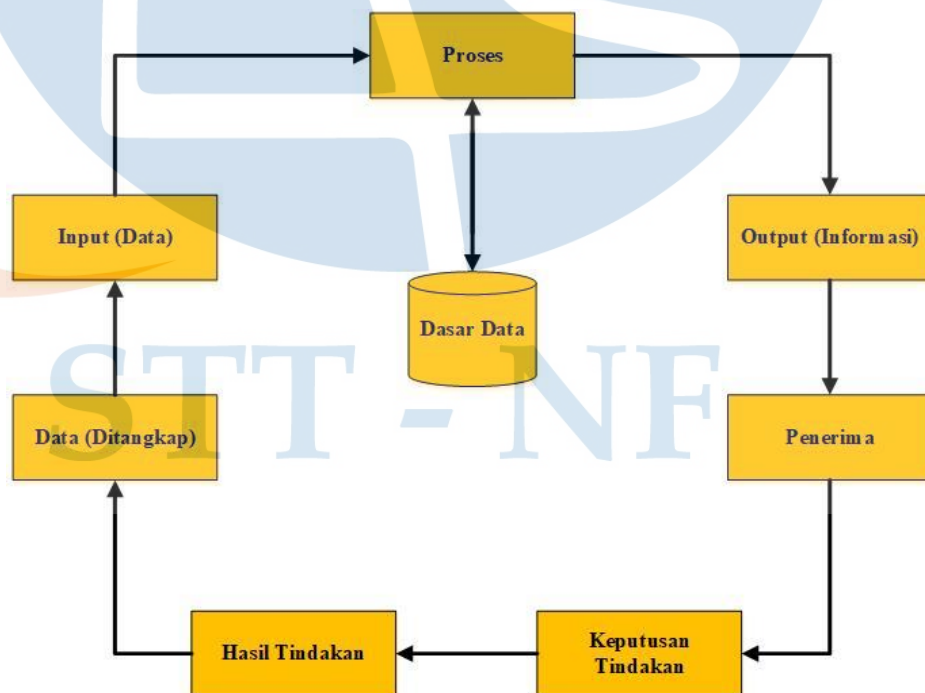 Proses
Input (Data)
Output (Informasi)
Dasar Data
STT - NF
Data (Ditangkap)
Penerima
Hasil Tindakan
Keputusan
Tindakan